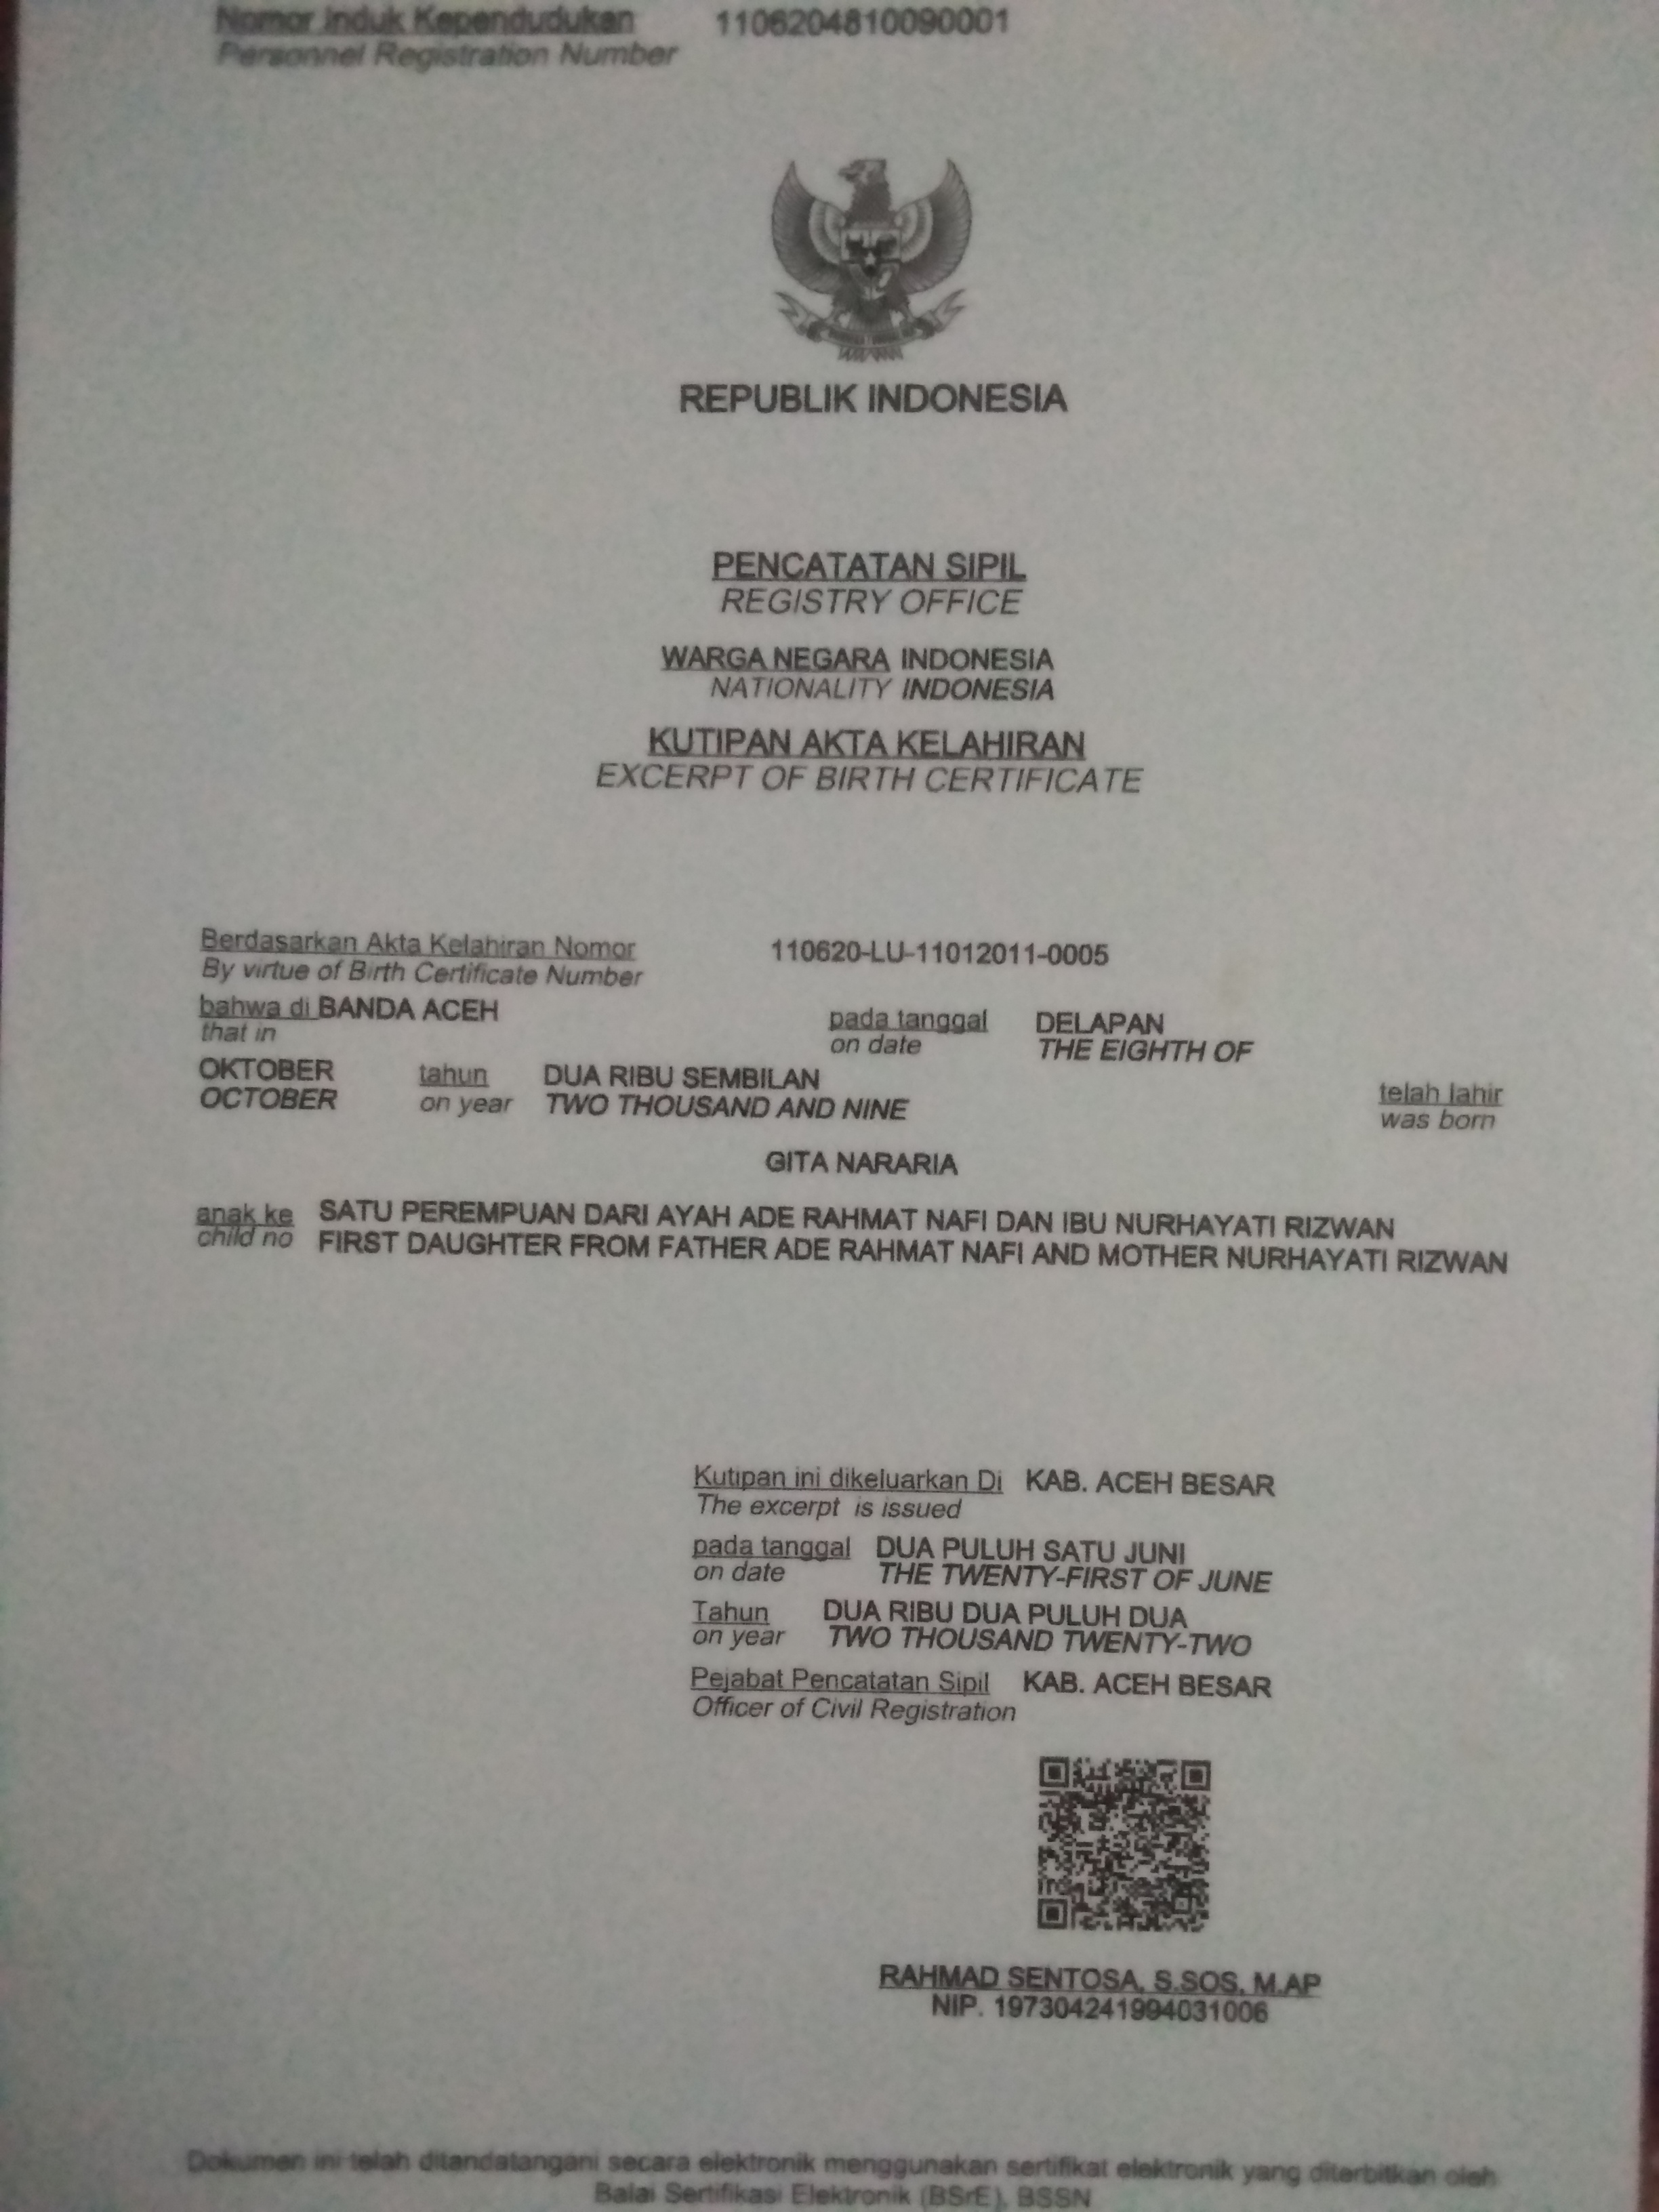 Nomor Induk Kependudukan 1106204810090001
Personnel Registration Number
REPUBLIK INDONESIA
PENCATATAN SIPIL
REGISTRY OFFICE
WARGA NEGARA INDONESIA
NATIONALITY INDONESIA
KUTIPAN AKTA KELAHIRAN
EXCERPT OF BIRTH CERTIFICATE
Berdasarkan Akta Kelahiran Nomor 110620-LU-11012011-0005
By virtue of Birth Certificate Number
bahwa di BANDA ACEH pada tanggal DELAPAN
that in on date THE EIGHTH OF
OKTOBER tahun DUA RIBU SEMBILAN telah lahir
OCTOBER on year TWO THOUSAND AND NINE was born
GITA NARARIA
anak ke SATU PEREMPUAN DARI AYAH ADE RAHMAT NAFI DAN IBU NURHAYATI RIZWAN
child no FIRST DAUGHTER FROM FATHER ADE RAHMAT NAFI AND MOTHER NURHAYATI RIZWAN
Kutipan ini dikeluarkan Di KAB. ACEH BESAR
The excerpt is issued
pada tanggal DUA PULUH SATU JUNI
on date THE TWENTY-FIRST OF JUNE
Tahun DUA RIBU DUA PULUH DUA
on year TWO THOUSAND TWENTY-TWO
Pejabat Pencatatan Sipil KAB. ACEH BESAR
Officer of Civil Registration
RAHMAD SENTOSA, S.SOS, M.AP
NIP. 197304241994031006
Dokumen ini telah ditandatangani secara elektronik menggunakan sertifikat elektronik yang diterbitkan oleh
Balai Sertifikasi Elektronik (BSrE), BSSN